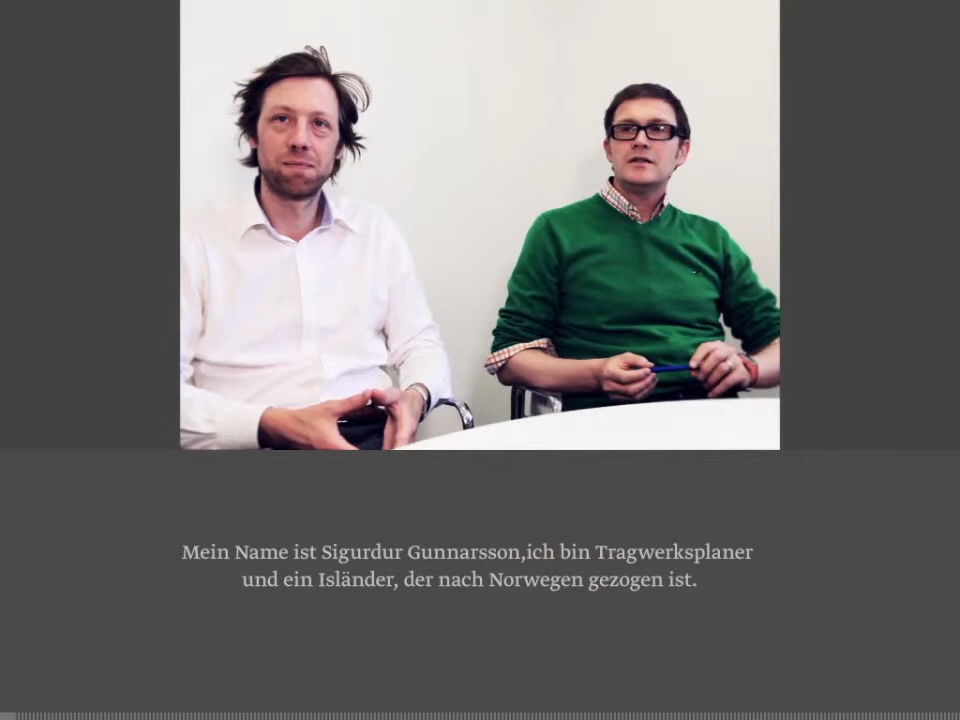 Mein Name ist Sigurdur Gunnarsson,ich bin Tragwerksplaner
und ein Isländer, der nach Norwegen gezogen ist.